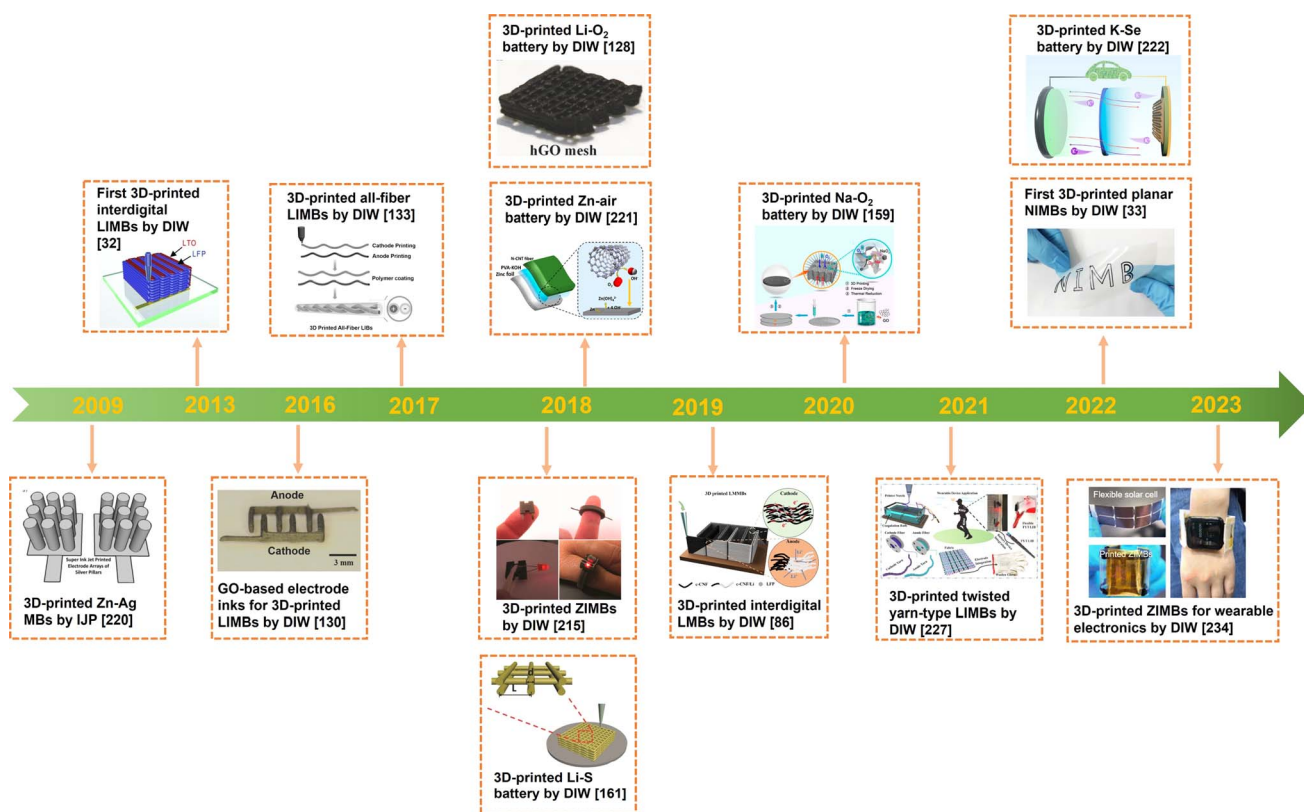 3D-printed Li-O₂
battery by DIW [128]
hGO mesh
3D-printed K-Se
battery by DIW [222]
First 3D-printed
interdigital
LIMBs by DIW
[32]
LTO
LFP
3D-printed all-fiber
LIMBs by DIW [133]
Cathode Printing
Anode Printing
Polymer coating
3D Printed All-Fiber LIBs
3D-printed Zn-air
battery by DIW [221]
N-CNT fiber
PVA-KOH
Zinc foil
O₂
OH
3D-printed Na-O₂
battery by DIW [159]
3D Printing
Freeze Drying
Thermal Reduction
GO
First 3D-printed planar
NIMBs by DIW [33]
NIMB
2009
2013
2016
2017
2018
2019
2020
2021
2022
2023
Super Ink Jet Printed
Electrode Arrays of
Silver Pillars
3D-printed Zn-Ag
MBs by IJP [220]
Anode
Cathode
3 mm
GO-based electrode
inks for 3D-printed
LIMBs by DIW [130]
3D-printed ZIMBs
by DIW [215]
L
3D-printed Li-S
battery by DIW [161]
3D printed LMMBs
Cathode
Anode
LFP
3D-printed interdigital
LMBs by DIW [86]
3D-printed twisted
yarn-type LIMBs by
DIW [227]
Flexible solar cell
Printed ZIMBs
3D-printed ZIMBs for wearable
electronics by DIW [234]